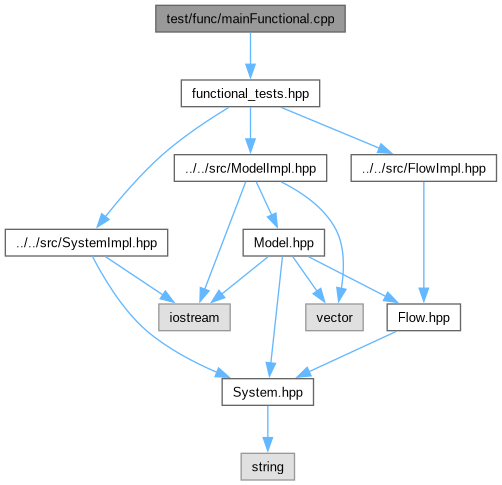 test/func/mainFunctional.cpp
functional_tests.hpp
../../src/ModelImpl.hpp
../../src/FlowImpl.hpp
../../src/SystemImpl.hpp
Model.hpp
iostream
vector
Flow.hpp
System.hpp
string